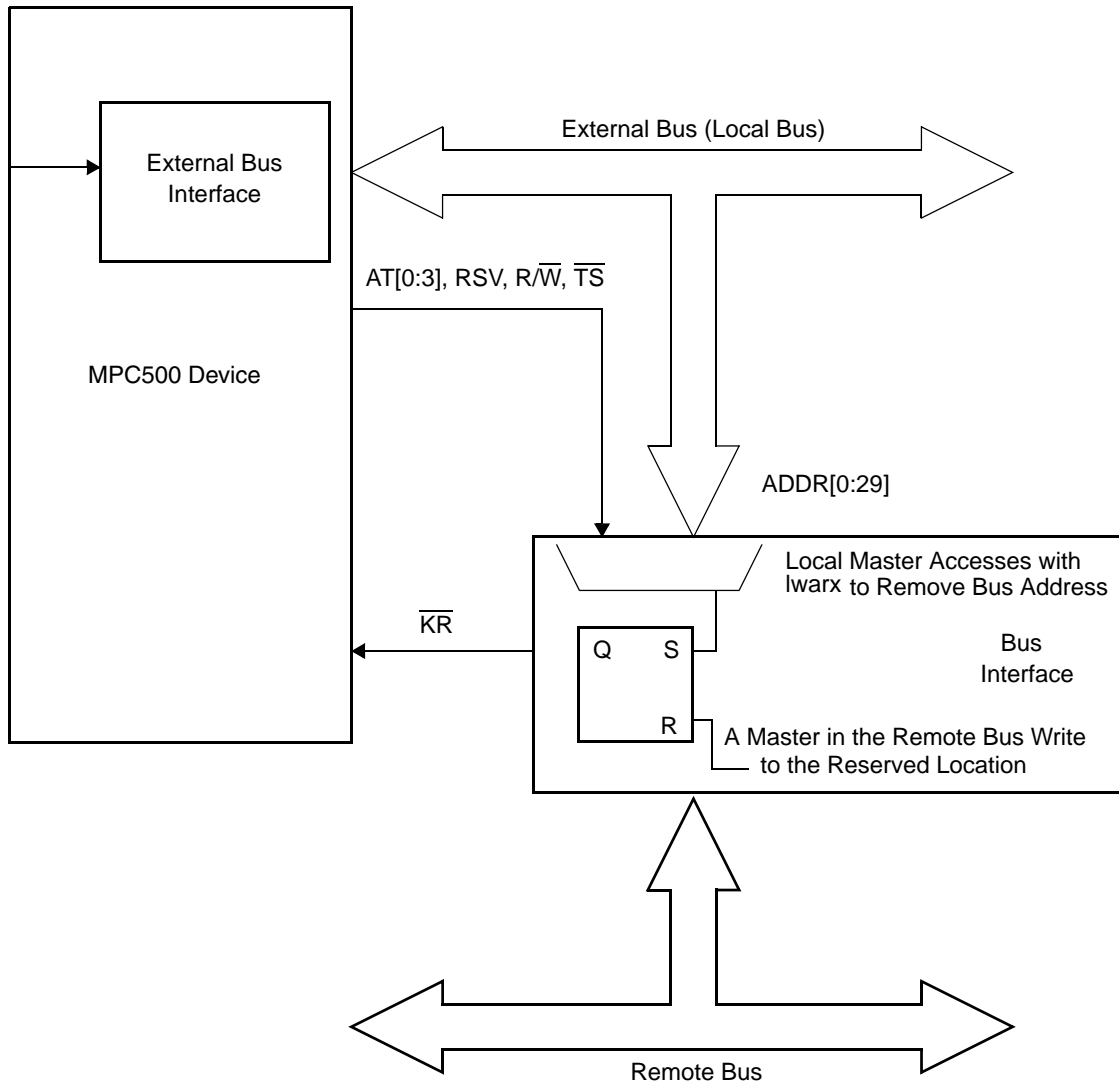 External Bus (Local Bus)
External Bus
Interface
AT[0:3], RSV, R/W̅, T̅S̅
MPC500 Device
ADDR[0:29]
Local Master Accesses with
lwarx to Remove Bus Address
K̅R̅
Q S
Bus
Interface
R
A Master in the Remote Bus Write
to the Reserved Location
Remote Bus